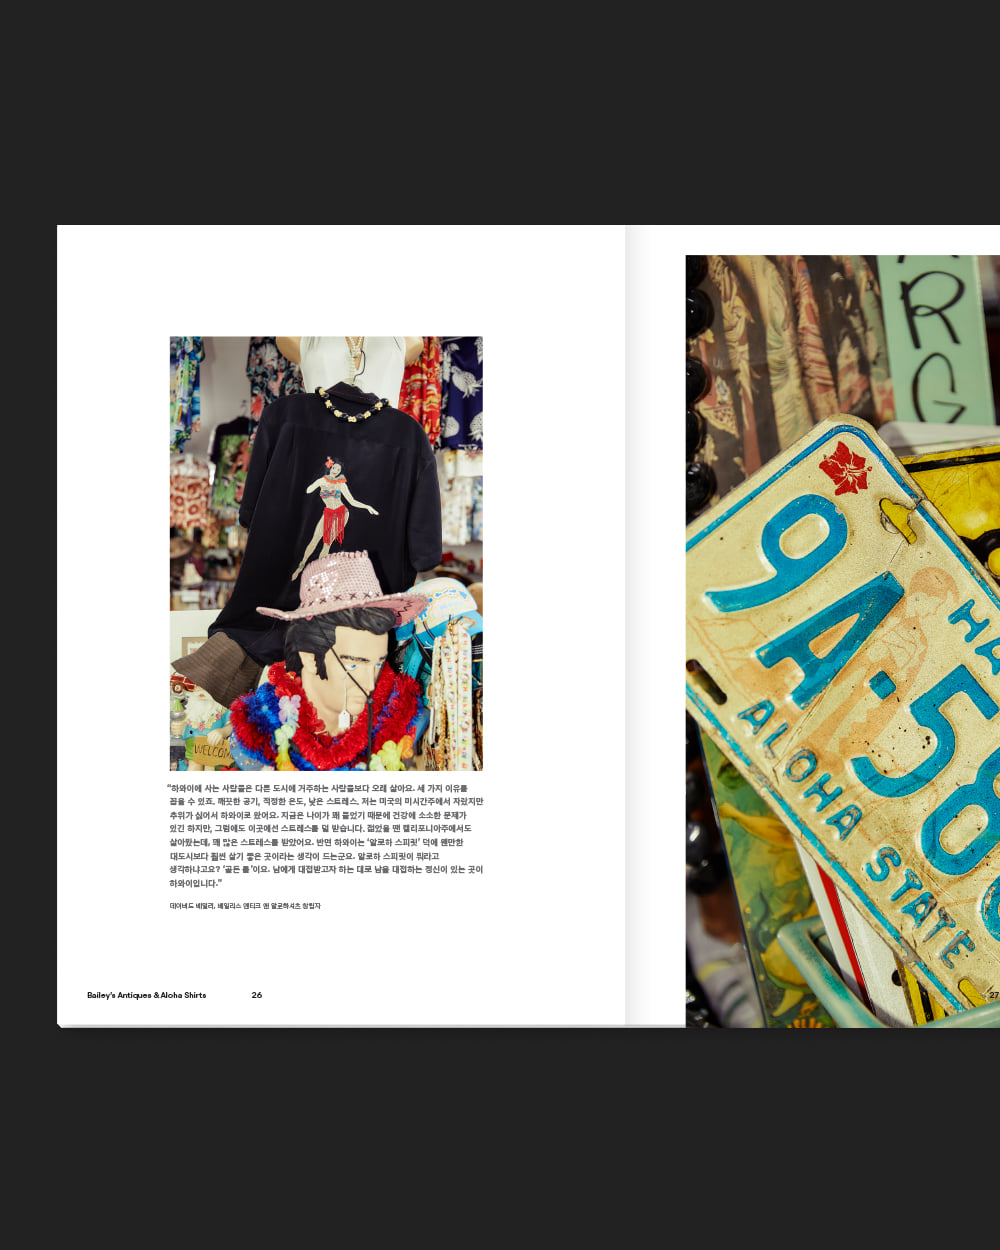 WELCOM
"하와이에 사는 사람들은 다른 도시에 거주하는 사람들보다 오래 살아요. 세 가지 이유를
꼽을 수 있죠. 깨끗한 공기, 적정한 온도, 낮은 스트레스. 저는 미국의 미시간주에서 자랐지만
추위가 싫어서 하와이로 왔어요. 지금은 나이가 꽤 들었기 때문에 건강에 소소한 문제가
있긴 하지만, 그럼에도 이곳에선 스트레스를 덜 받습니다. 젊었을 땐 캘리포니아주에서도
살아봤는데, 꽤 많은 스트레스를 받았어요. 반면 하와이는 '알로하 스피릿' 덕에 웬만한
대도시보다 훨씬 살기 좋은 곳이라는 생각이 드는군요. 알로하 스피릿이 뭐라고
생각하냐고요? '골든 룰'이요. 남에게 대접받고자 하는 대로 남을 대접하는 정신이 있는 곳이
하와이입니다."
데이비드 베일리, 베일리스 앤티크 앤 알로하셔츠 창립자
Bailey's Antiques & Aloha Shirts 26
RG
9A·58
HA
ALOHA STATE
27